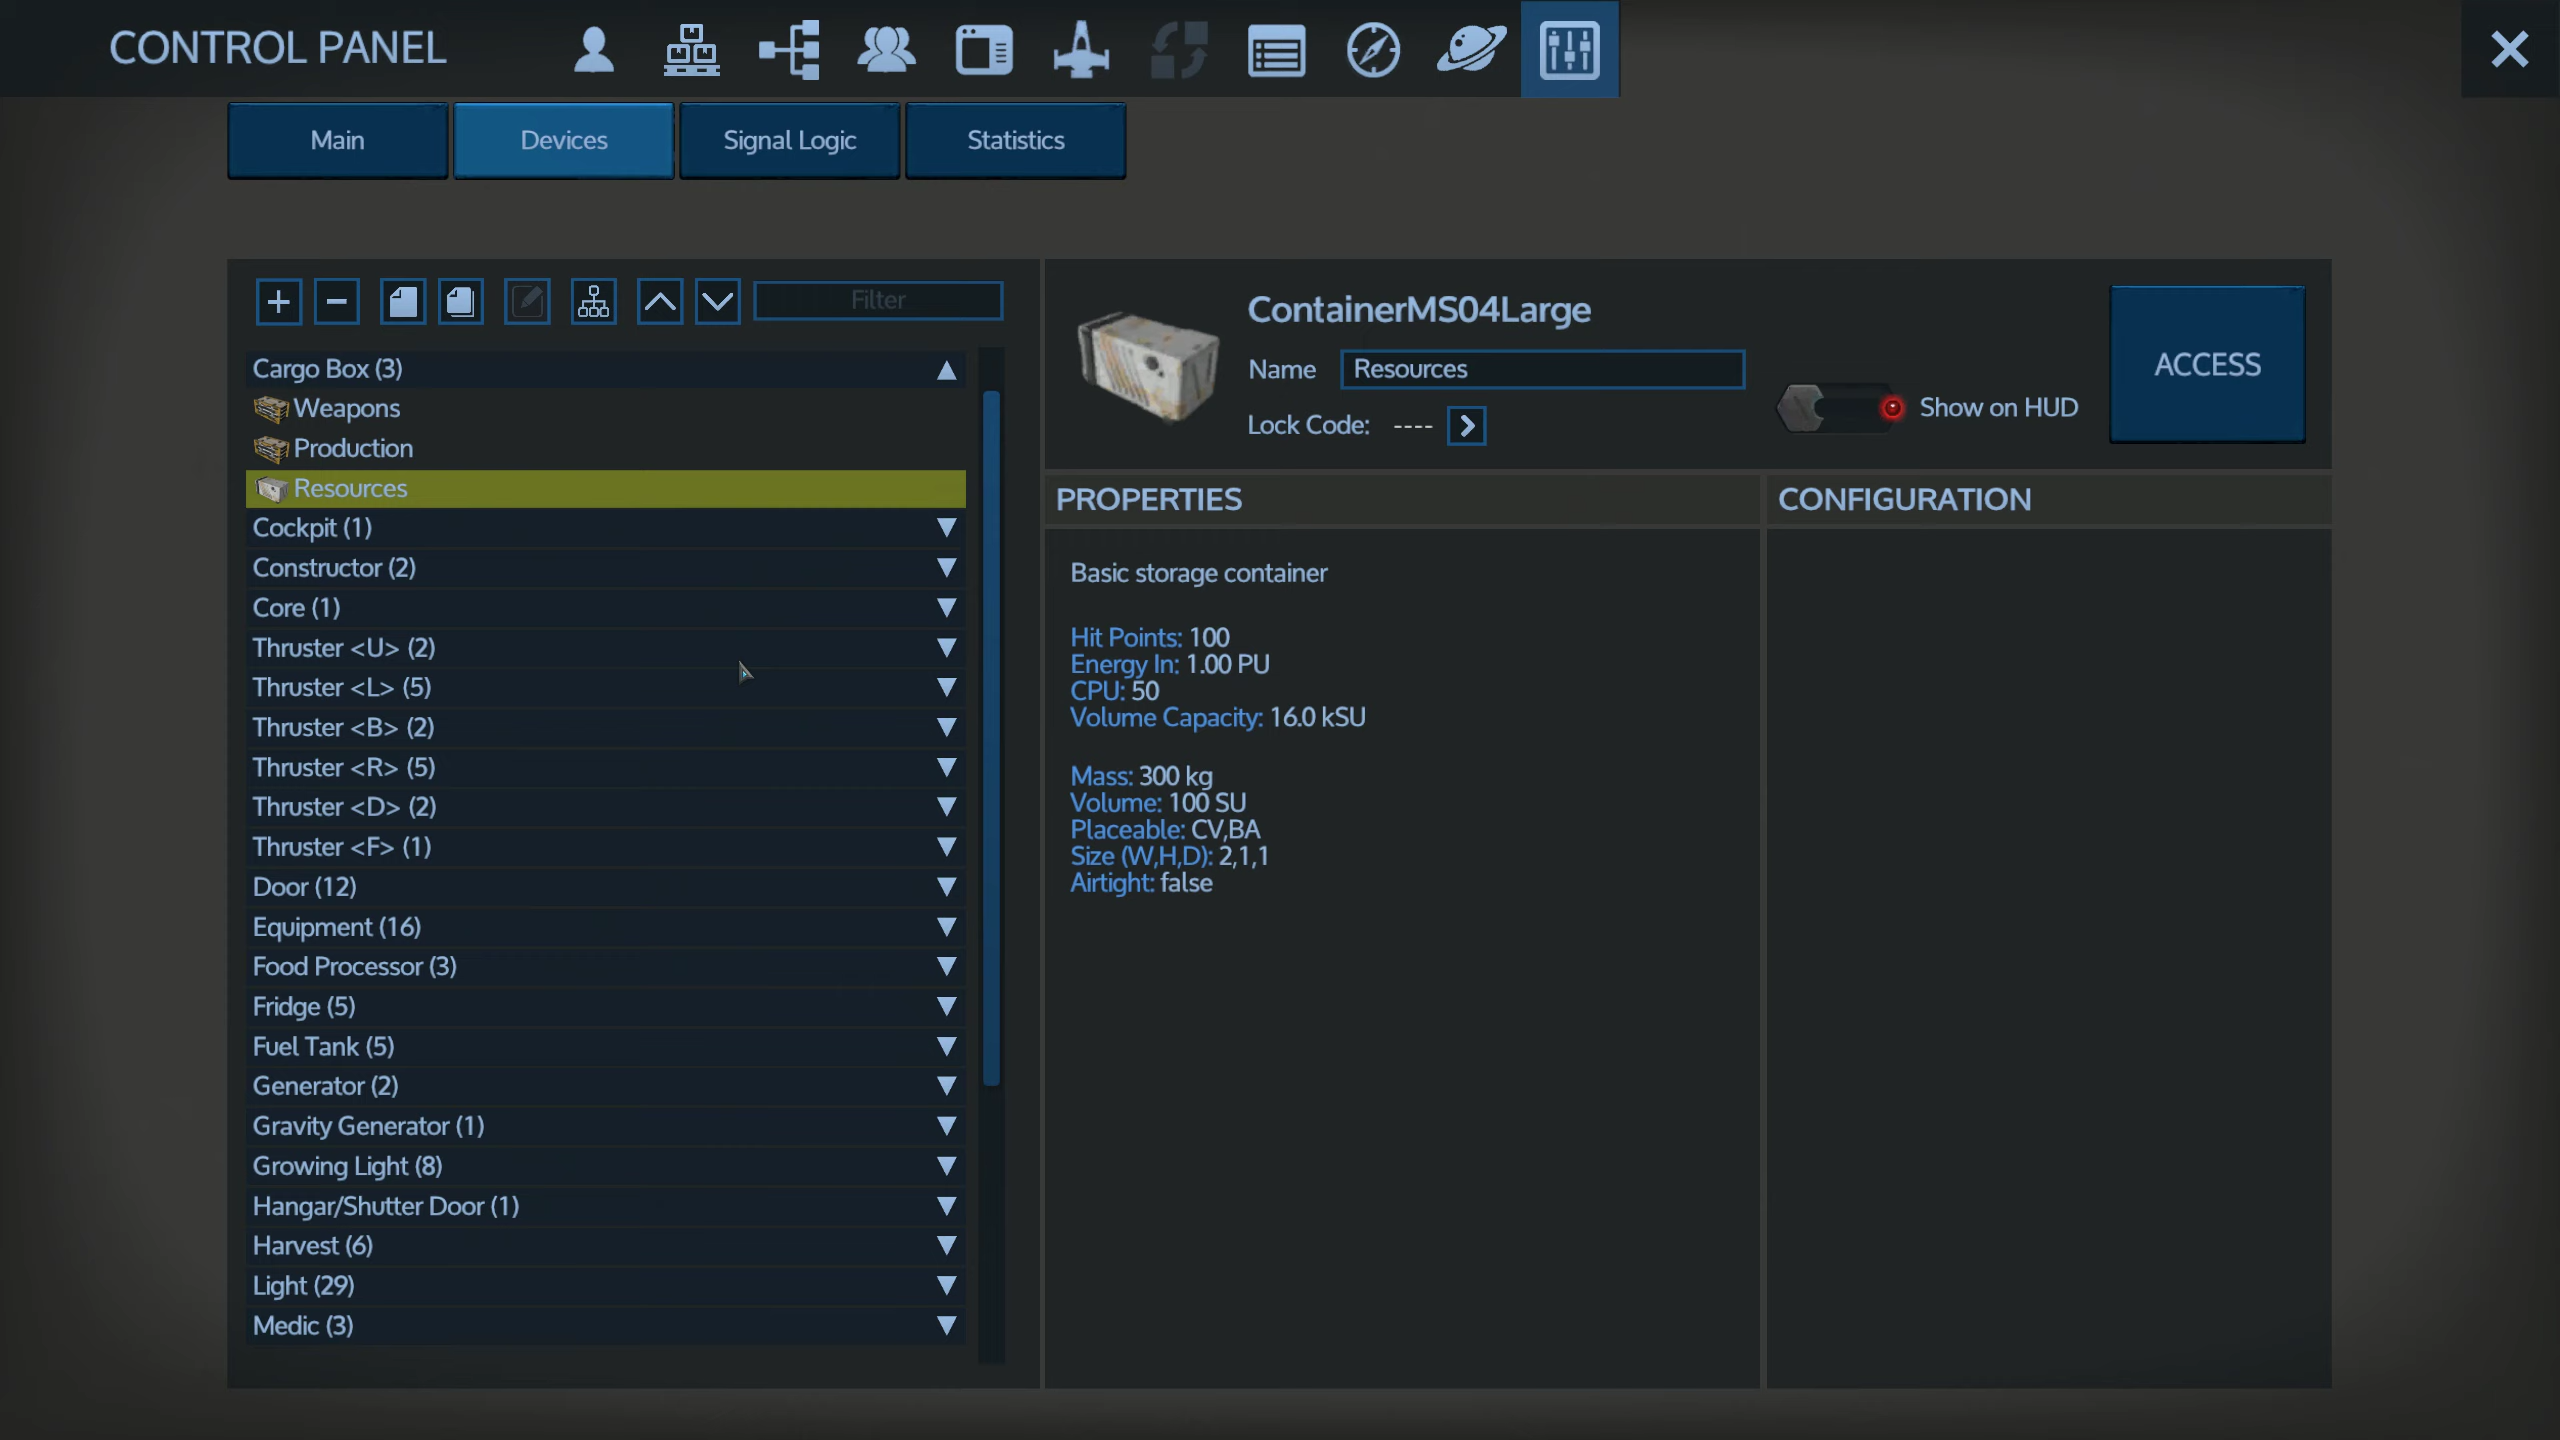 CONTROL PANEL
Main
Devices
Signal Logic
Statistics
Filter
Cargo Box (3)
Weapons
Production
Resources
Cockpit (1)
Constructor (2)
Core (1)
Thruster <U> (2)
Thruster <L> (5)
Thruster <B> (2)
Thruster <R> (5)
Thruster <D> (2)
Thruster <F> (1)
Door (12)
Equipment (16)
Food Processor (3)
Fridge (5)
Fuel Tank (5)
Generator (2)
Gravity Generator (1)
Growing Light (8)
Hangar/Shutter Door (1)
Harvest (6)
Light (29)
Medic (3)
ContainerMS04Large
Name Resources
Lock Code: ----
Show on HUD
ACCESS
PROPERTIES
Basic storage container
Hit Points: 100
Energy In: 1.00 PU
CPU: 50
Volume Capacity: 16.0 kSU
Mass: 300 kg
Volume: 100 SU
Placeable: CV,BA
Size (W,H,D): 2,1,1
Airtight: false
CONFIGURATION